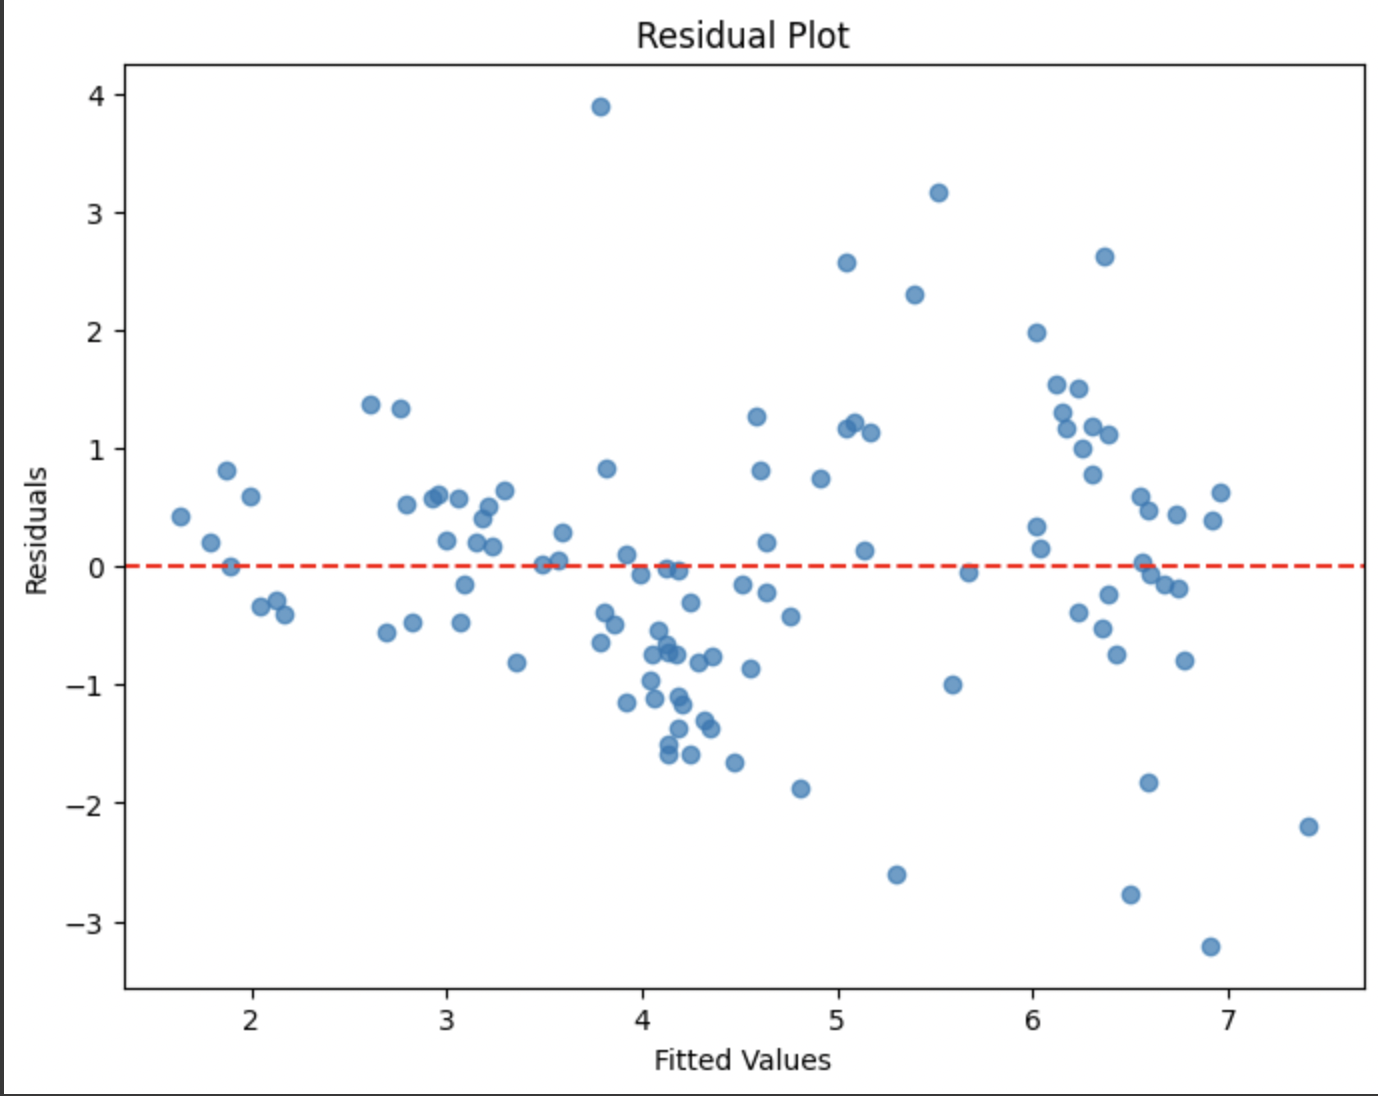 Residual Plot
4
3
2
1
0
−1
−2
−3
Residuals
2 3 4 5 6 7
Fitted Values